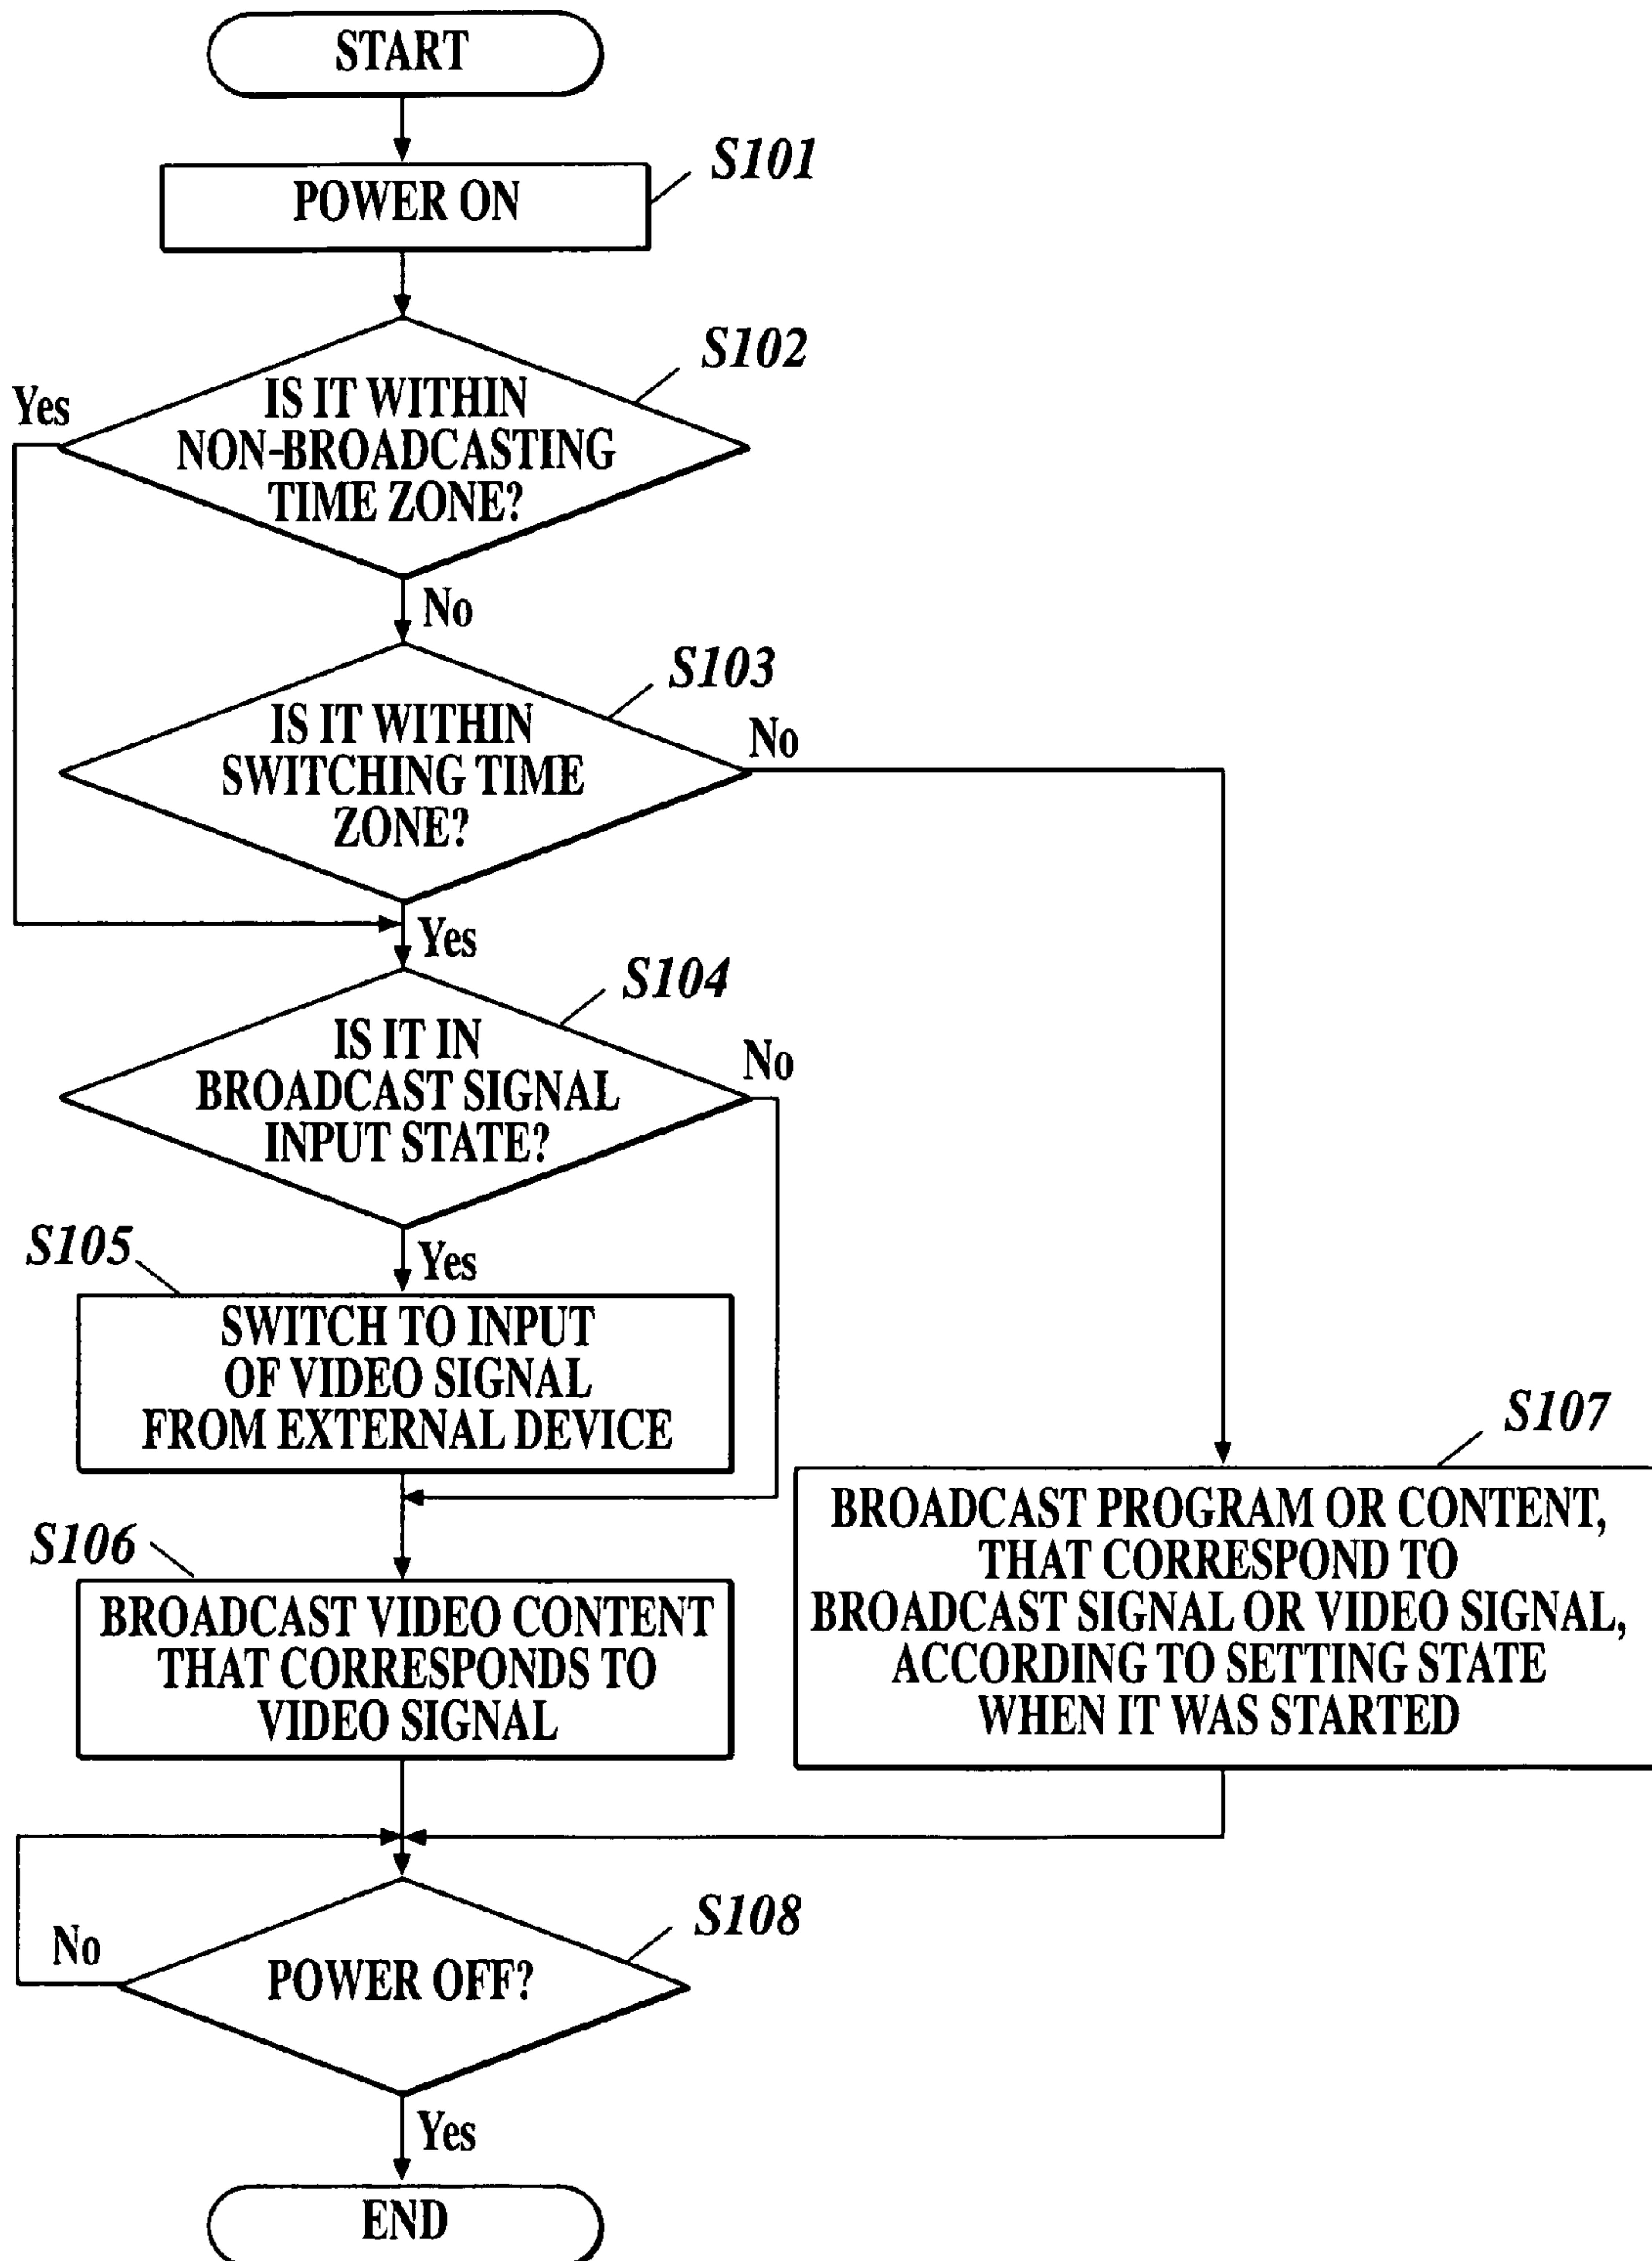 START
POWER ON
S101
IS IT WITHIN
NON-BROADCASTING
TIME ZONE?
S102
Yes
No
IS IT WITHIN
SWITCHING TIME
ZONE?
S103
No
Yes
IS IT IN
BROADCAST SIGNAL
INPUT STATE?
S104
No
Yes
S105
SWITCH TO INPUT
OF VIDEO SIGNAL
FROM EXTERNAL DEVICE
S106
BROADCAST VIDEO CONTENT
THAT CORRESPONDS TO
VIDEO SIGNAL
S107
BROADCAST PROGRAM OR CONTENT,
THAT CORRESPOND TO
BROADCAST SIGNAL OR VIDEO SIGNAL,
ACCORDING TO SETTING STATE
WHEN IT WAS STARTED
POWER OFF?
S108
No
Yes
END